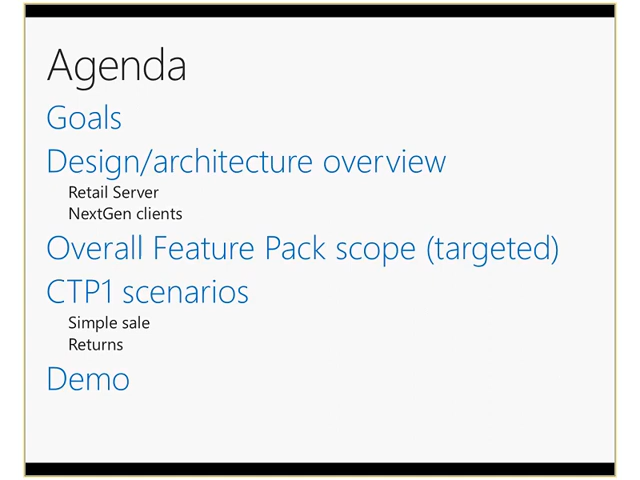 Agenda
Goals
Design/architecture overview
Retail Server
NextGen clients
Overall Feature Pack scope (targeted)
CTP1 scenarios
Simple sale
Returns
Demo